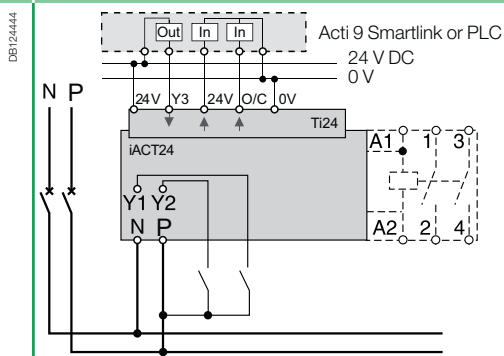 DB124444
Out In In Acti 9 Smartlink or PLC
24 V DC
0 V
N P
24V Y3 24V O/C 0V
Ti24
iACT24
A1 1 3
Y1 Y2
N P
A2 2 4